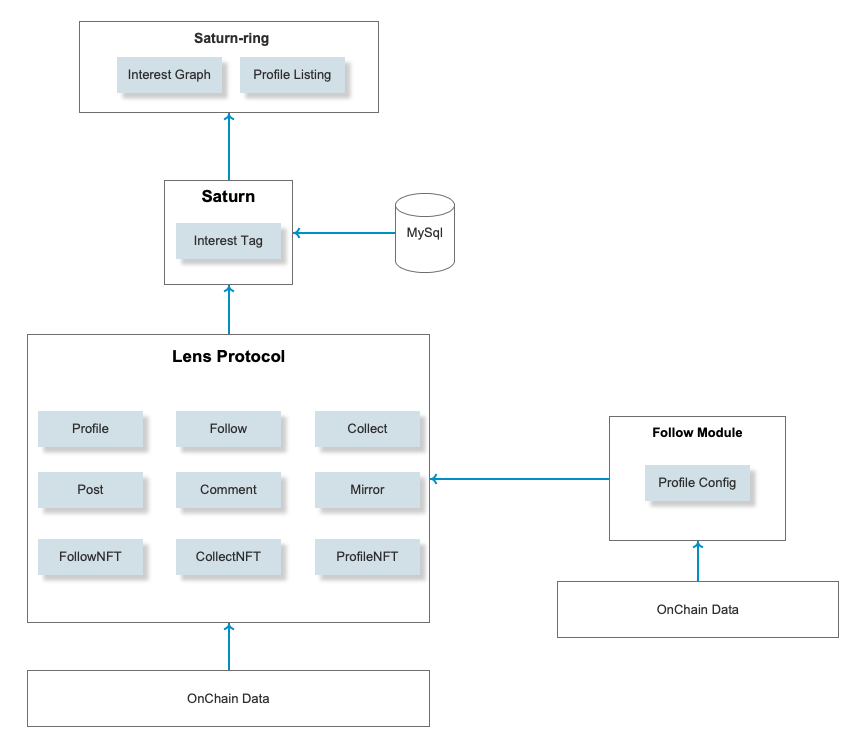 Saturn-ring
Interest Graph
Profile Listing
Saturn
Interest Tag
MySql
Lens Protocol
Profile
Follow
Collect
Post
Comment
Mirror
FollowNFT
CollectNFT
ProfileNFT
Follow Module
Profile Config
OnChain Data
OnChain Data